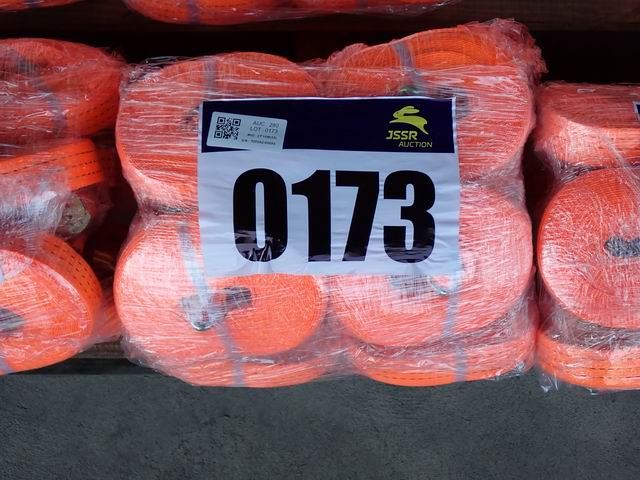 AUC : 280
LOT : 0173
JSSR
AUCTION
0173